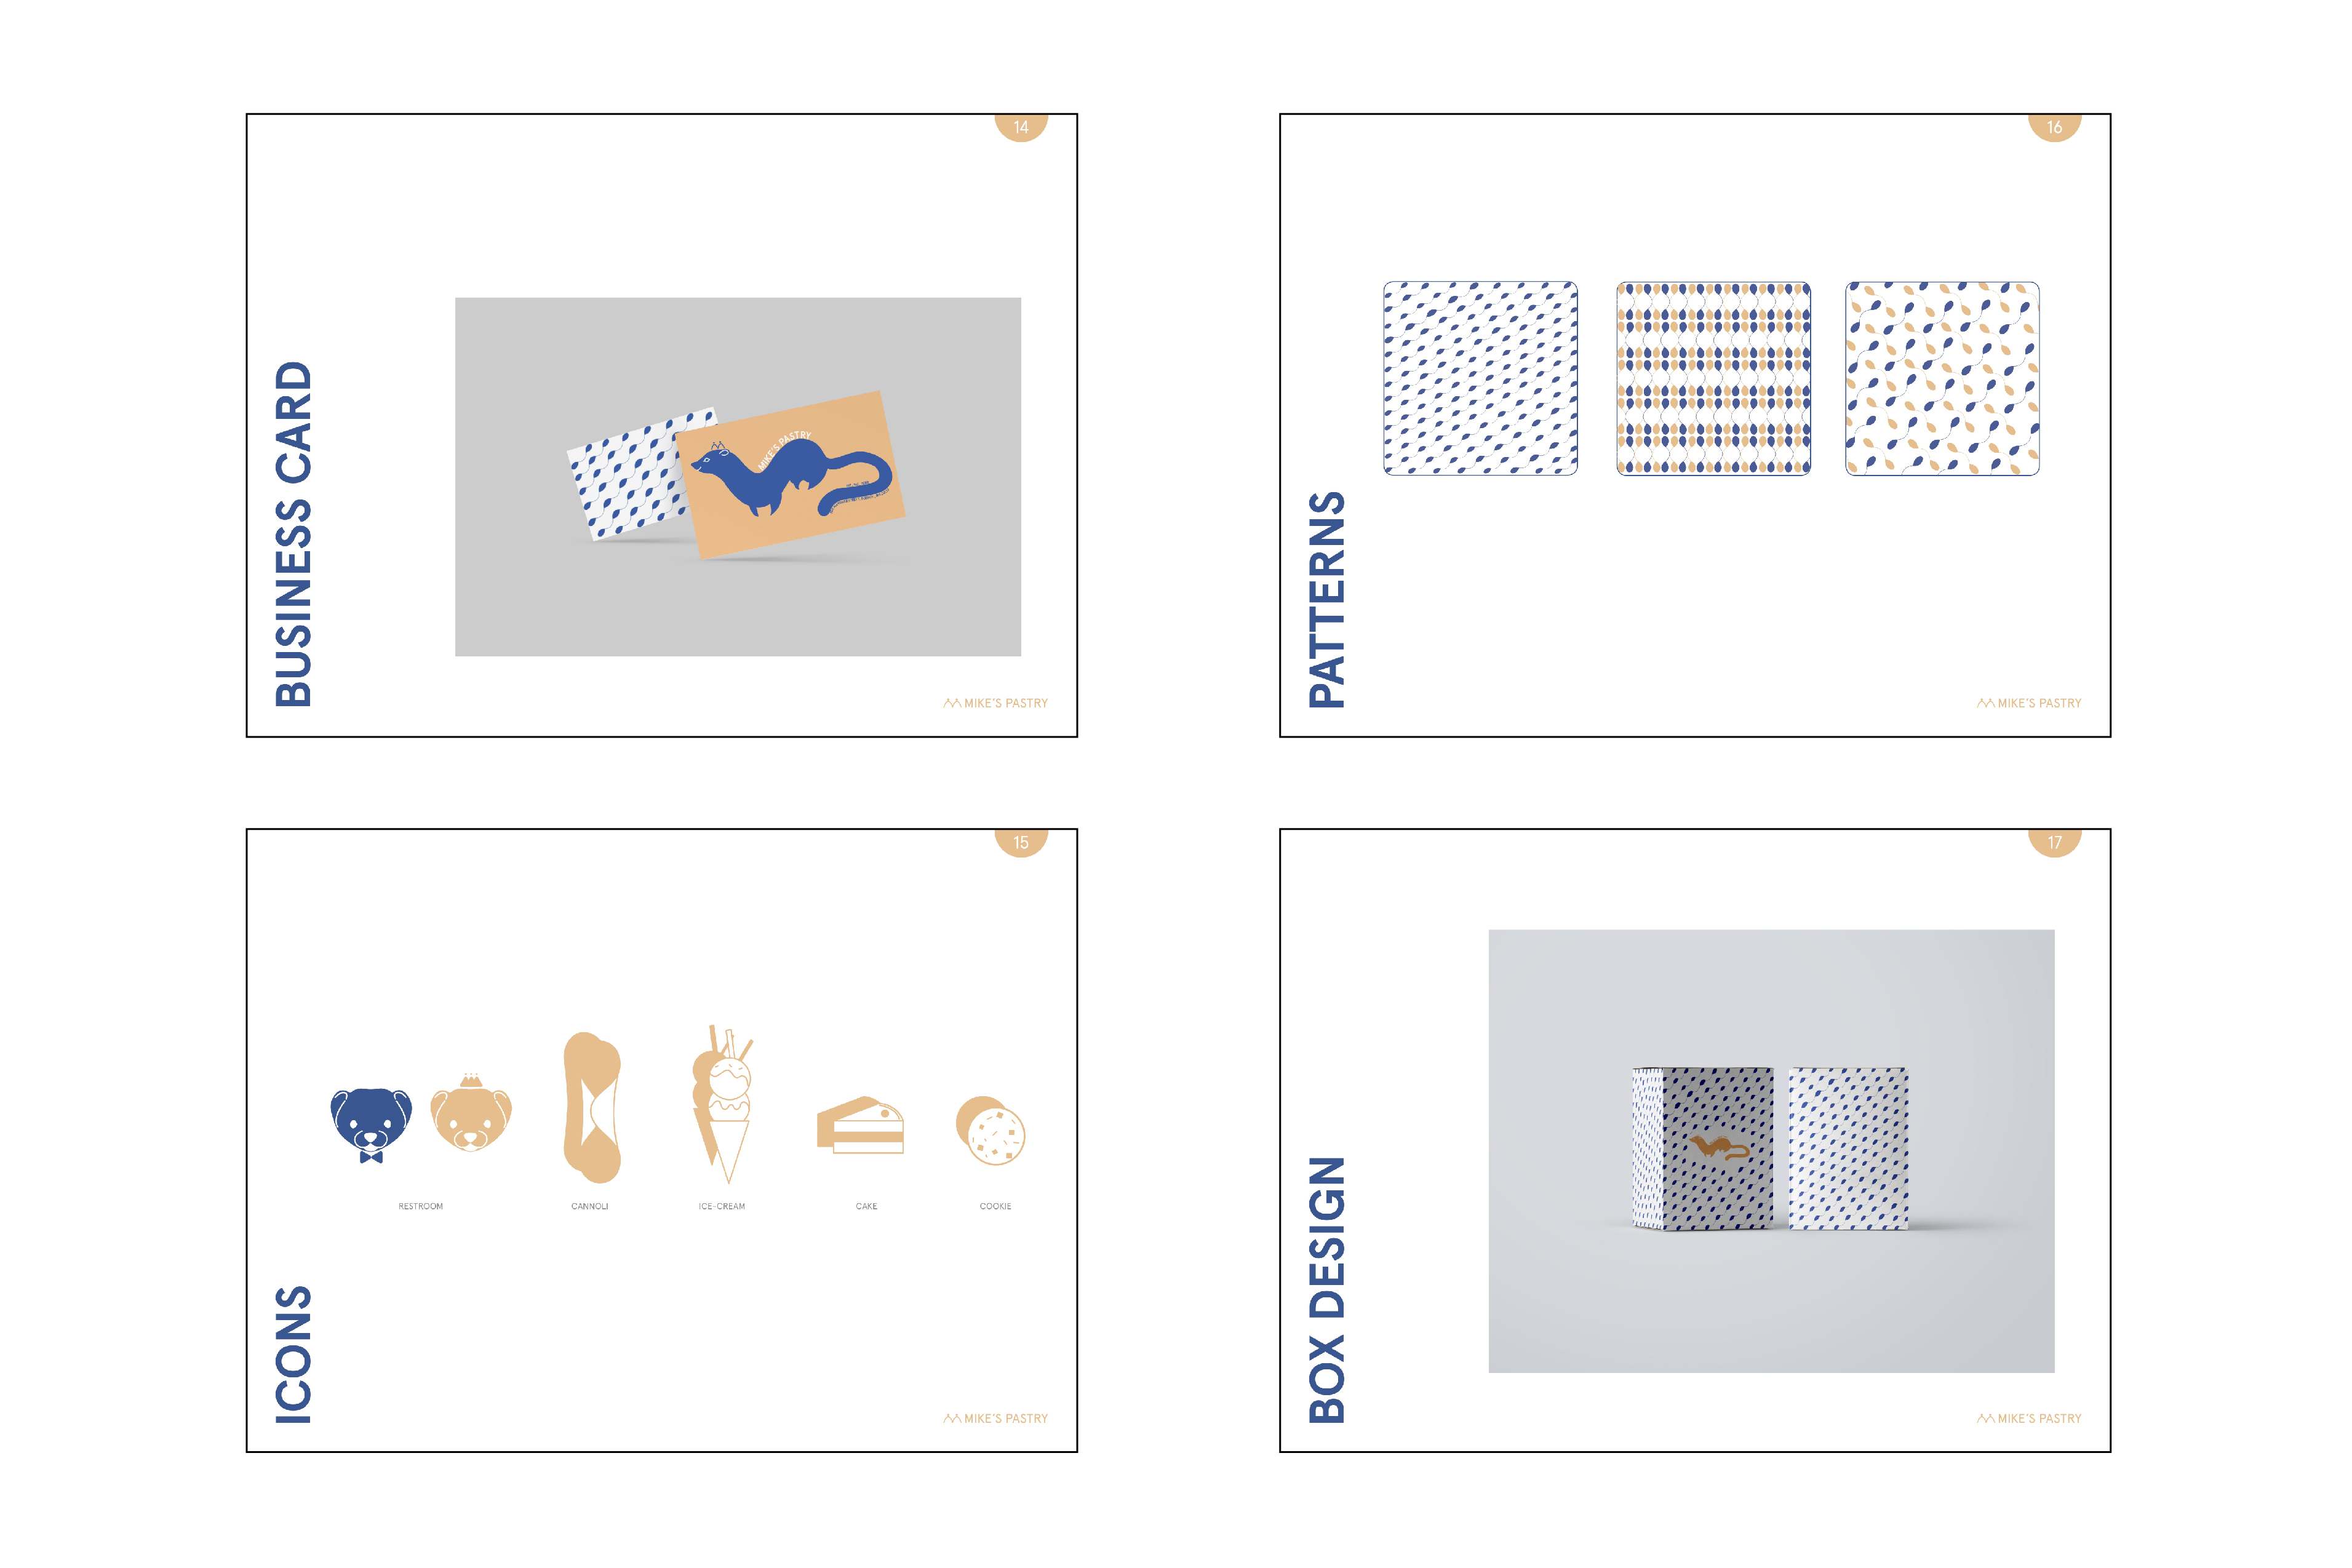 14
BUSINESS CARD
MIKE'S PASTRY
MIKE'S PASTRY
16
PATTERNS
MIKE'S PASTRY
15
RESTROOM
CANNOLI
ICE-CREAM
CAKE
COOKIE
ICONS
MIKE'S PASTRY
17
BOX DESIGN
MIKE'S PASTRY